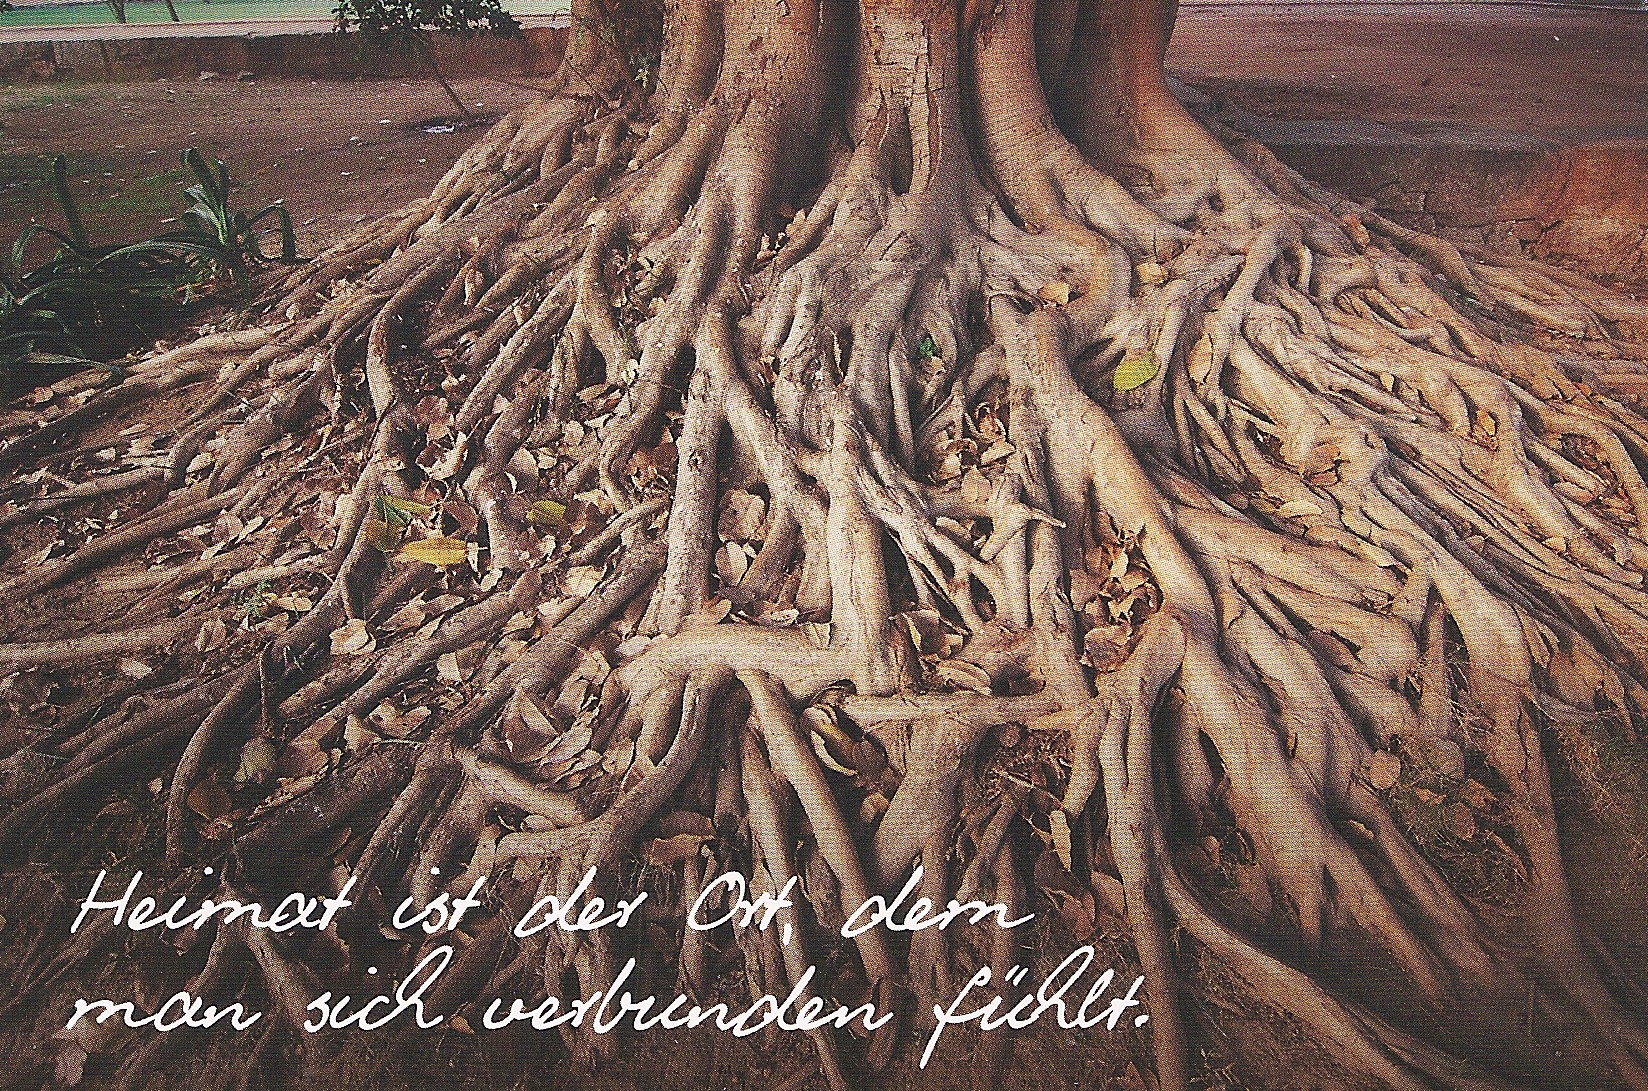 Heimat ist der Ort, dem
man sich verbunden fühlt.